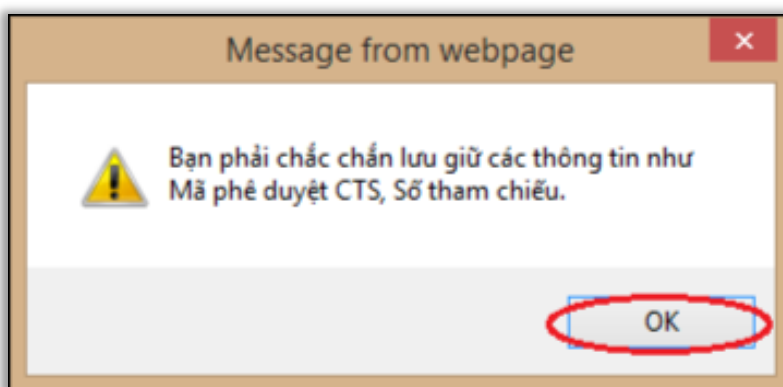 Message from webpage
Bạn phải chắc chắn lưu giữ các thông tin như
Mã phê duyệt CTS, Số tham chiếu.
OK